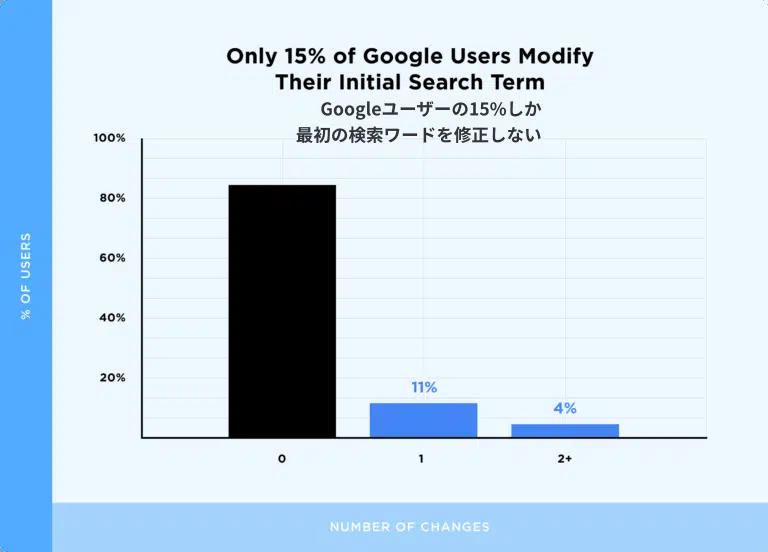 Only 15% of Google Users Modify
Their Initial Search Term
Googleユーザーの15%しか
最初の検索ワードを修正しない
100%
80%
60%
40%
20%
11%
4%
0
1
2+
% OF USERS
NUMBER OF CHANGES